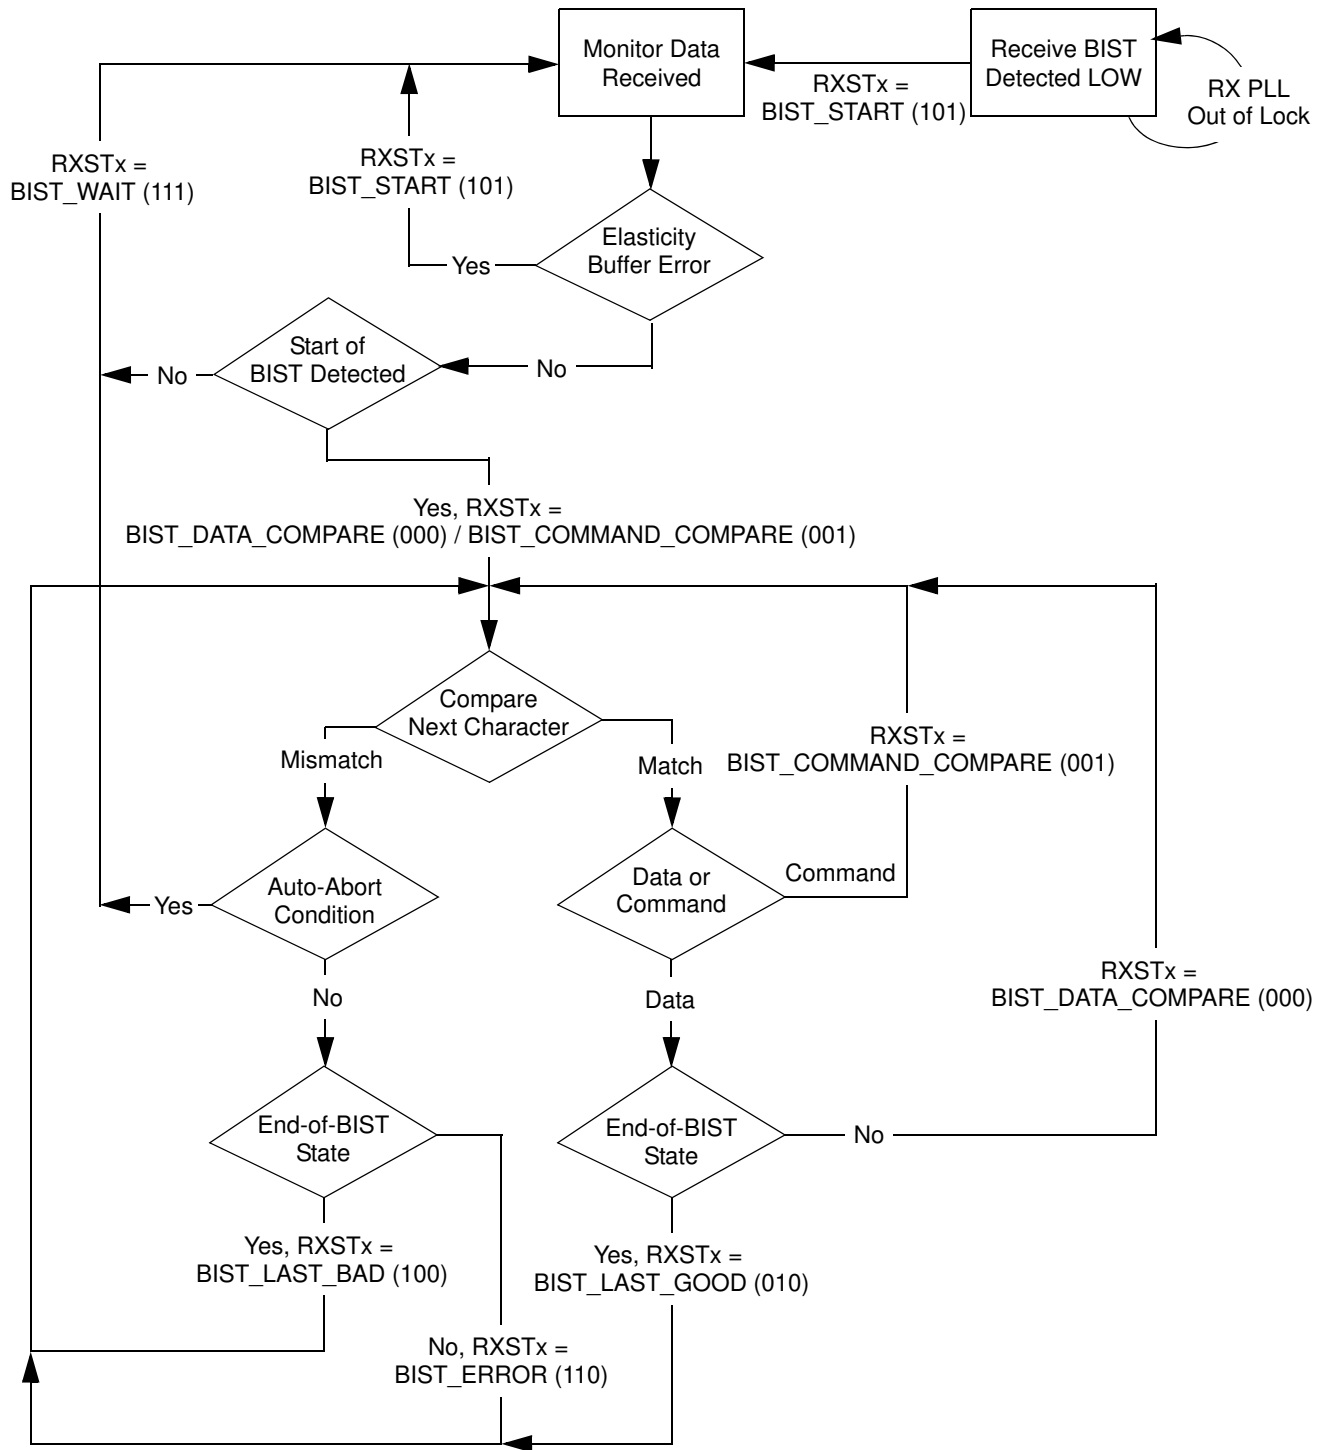 Monitor Data
Received
Receive BIST
Detected LOW
RX PLL
Out of Lock
RXSTx =
BIST_START (101)
RXSTx =
BIST_WAIT (111)
RXSTx =
BIST_START (101)
Elasticity
Buffer Error
Yes
No
Start of
BIST Detected
No
Yes, RXSTx =
BIST_DATA_COMPARE (000) / BIST_COMMAND_COMPARE (001)
Compare
Next Character
Mismatch
Match
RXSTx =
BIST_COMMAND_COMPARE (001)
Auto-Abort
Condition
Yes
Data or
Command
Command
No
Data
RXSTx =
BIST_DATA_COMPARE (000)
End-of-BIST
State
End-of-BIST
State
No
Yes, RXSTx =
BIST_LAST_BAD (100)
Yes, RXSTx =
BIST_LAST_GOOD (010)
No, RXSTx =
BIST_ERROR (110)